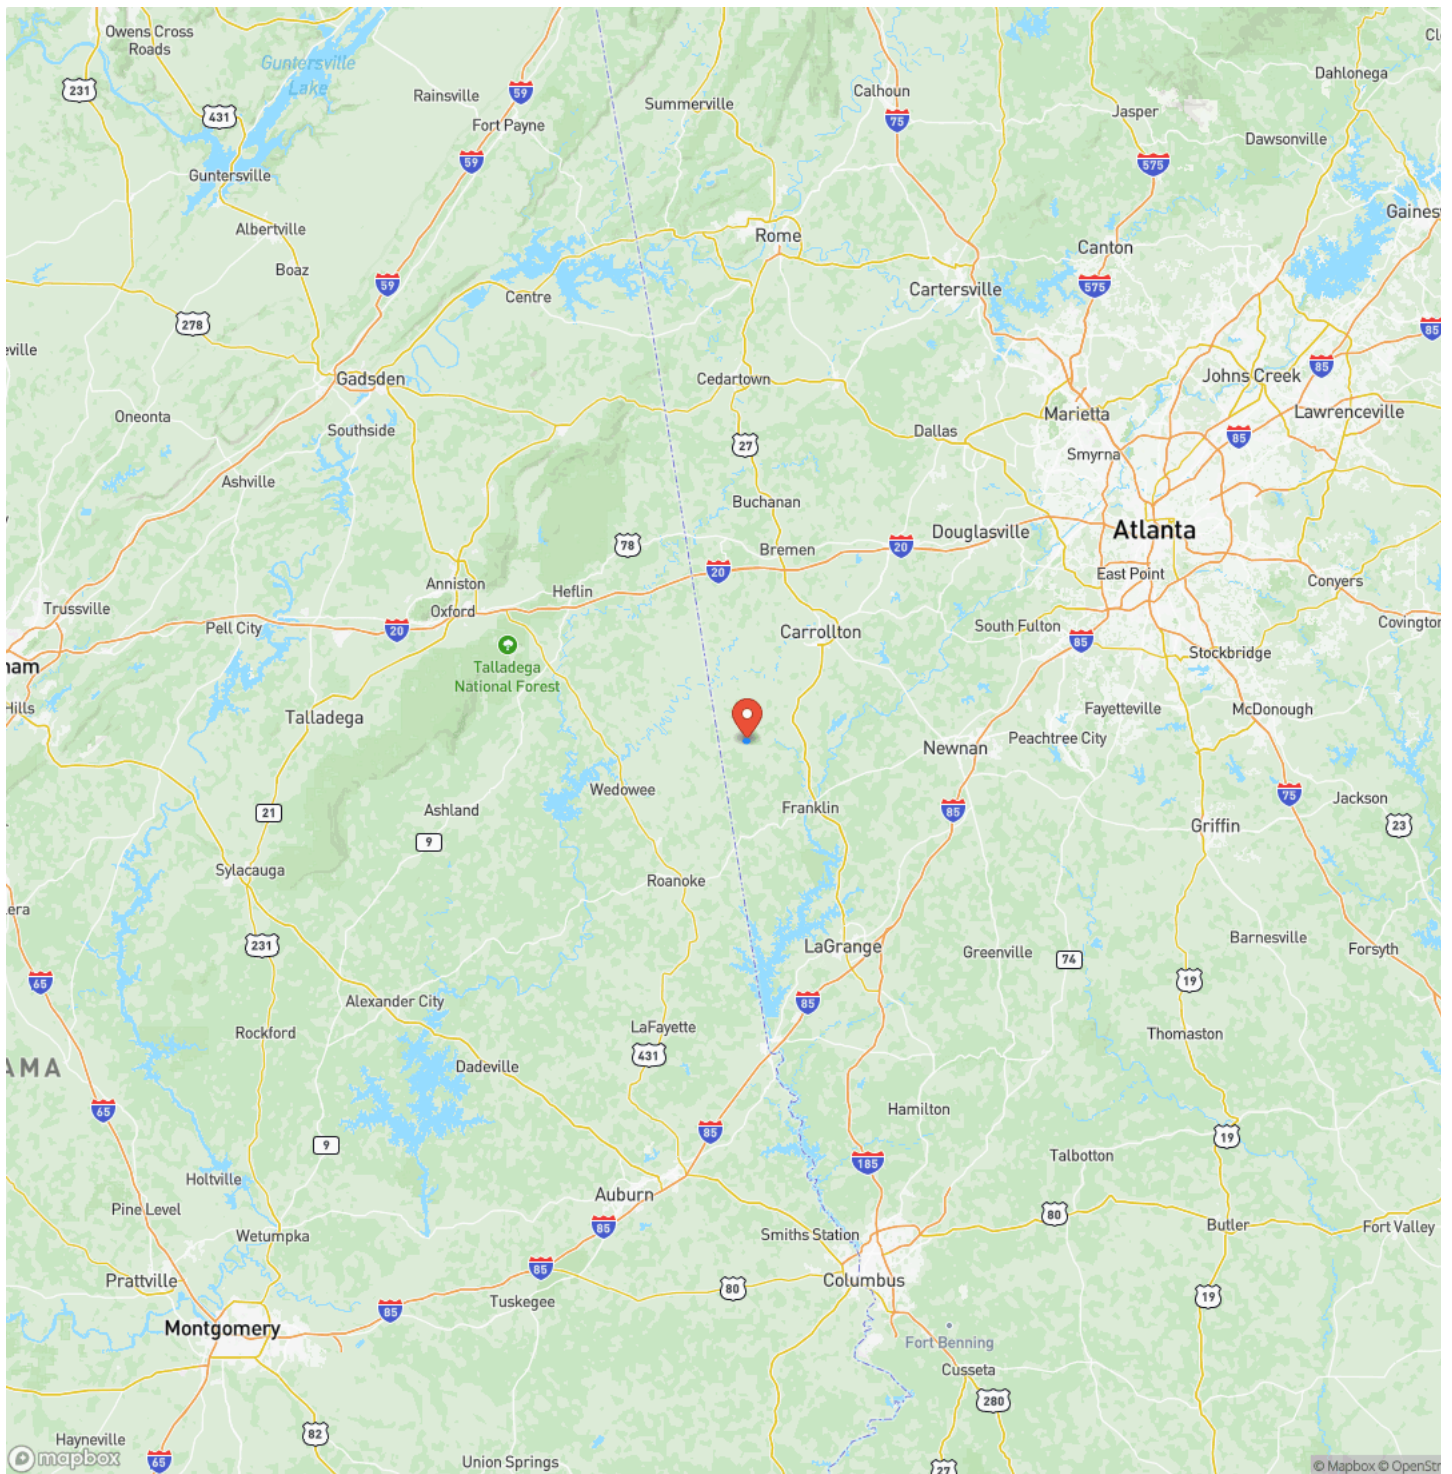 Owens Cross
Roads
Guntersville
Lake
231
431
Rainsville
59
Fort Payne
59
Summerville
Calhoun
75
Jasper
Dahlonega
Dawsonville
575
Guntersville
Albertville
Boaz
59
Centre
278
Rome
Canton
Cartersville
575
Gaines
85
Gadsden
Oneonta
Southside
Ashville
Cedartown
27
Buchanan
Dallas
Marietta
Smyrna
Johns Creek
85
Lawrenceville
85
Atlanta
Douglasville
78
20
Bremen
20
East Point
Conyers
Anniston
Heflin
Oxford
Trussville
Pell City
20
Talladega
National Forest
Carrollton
South Fulton
85
Covington
Stockbridge
ham
Hills
Talladega
Fayetteville
McDonough
Newnan
Peachtree City
Wedowee
Ashland
21
9
Franklin
85
75
Jackson
23
Griffin
Sylacauga
Roanoke
era
231
LaGrange
Greenville
74
Barnesville
Forsyth
19
65
Alexander City
85
Rockford
LaFayette
431
Thomaston
AMA
Dadeville
65
85
Hamilton
9
19
185
Talbotton
Holtville
Auburn
Pine Level
85
80
Butler
Fort Valley
Wetumpka
Smiths Station
Prattville
85
80
Columbus
19
85
Tuskegee
Montgomery
Fort Benning
Cusseta
280
82
Hayneville
65
Union Springs
27
mapbox
© Mapbox © OpenStr